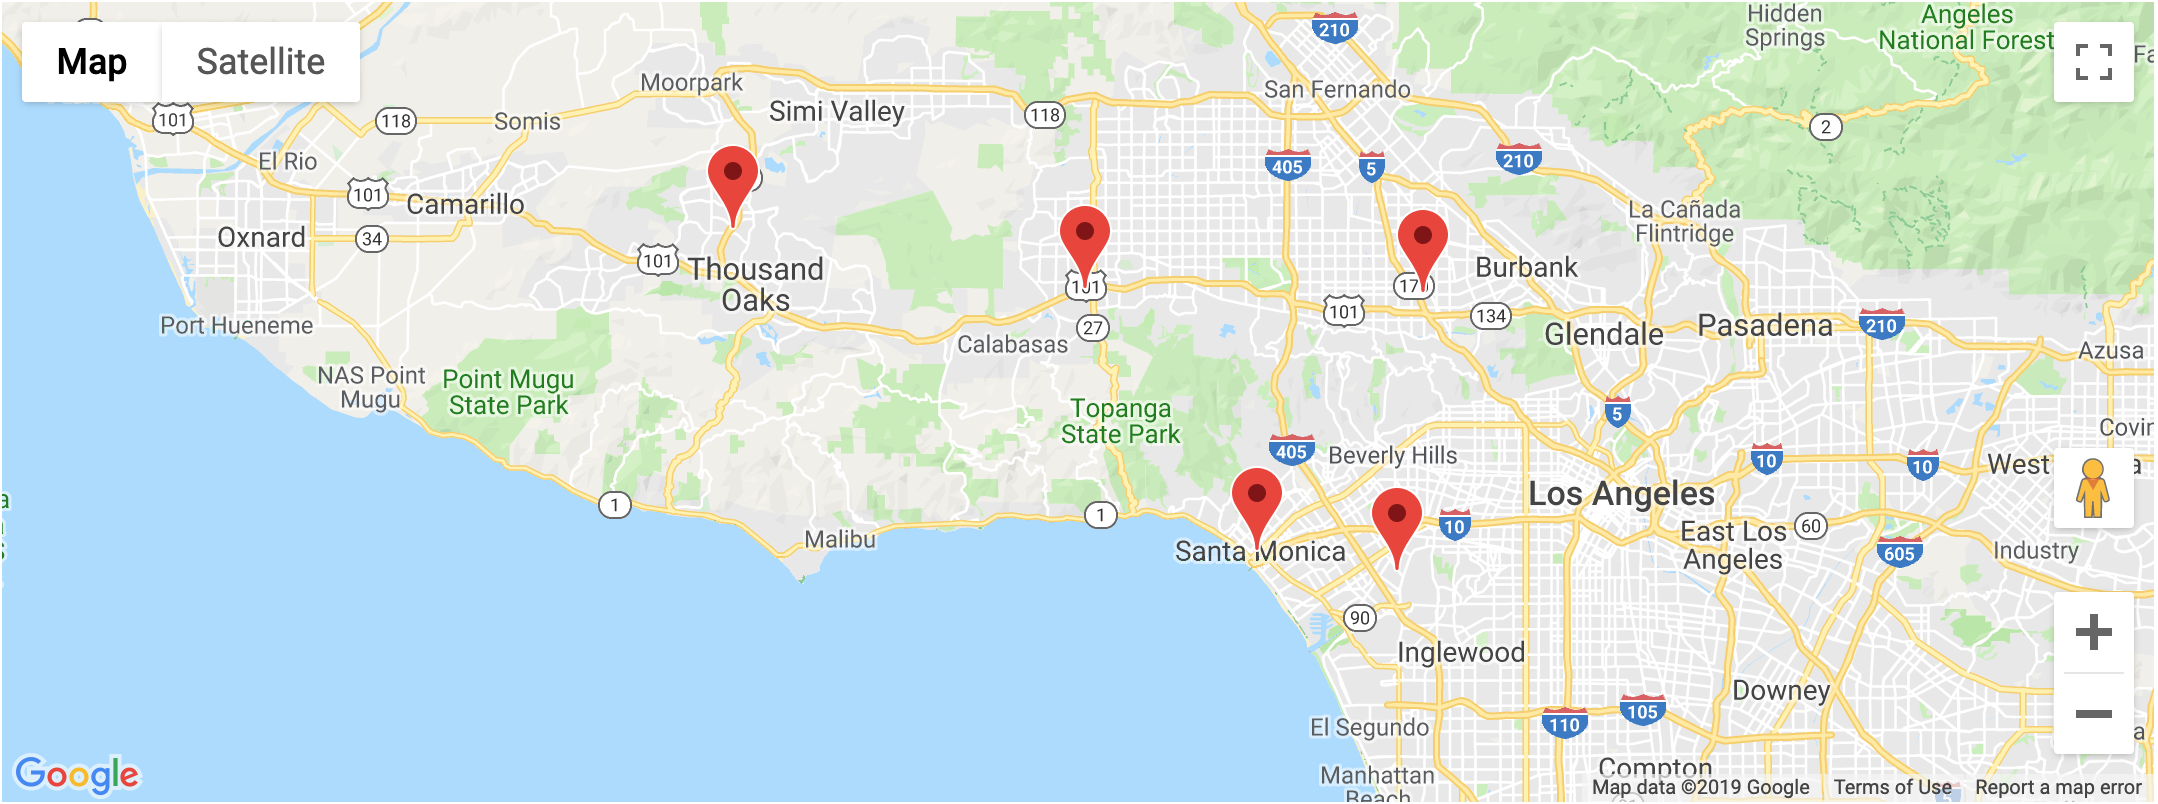 Map
Satellite
Hidden
Springs
Angeles
National Forest
210
Moorpark
San Fernando
Simi Valley
101
118
118
Somis
2
El Rio
405
5
210
101
Camarillo
La Cañada
Flintridge
Oxnard
34
101
Thousand
Oaks
Burbank
101
134
Port Hueneme
27
Calabasas
Glendale
Pasadena
210
Azusa
NAS Point
Mugu
Point Mugu
State Park
Topanga
State Park
5
405
Beverly Hills
10
10
West
Los Angeles
1
1
10
60
East Los
Angeles
Malibu
Santa Monica
605
Industry
90
Inglewood
Downey
El Segundo
110
105
Manhattan
Beach
Compton
Google
Map data ©2019 Google
Terms of Use
Report a map error